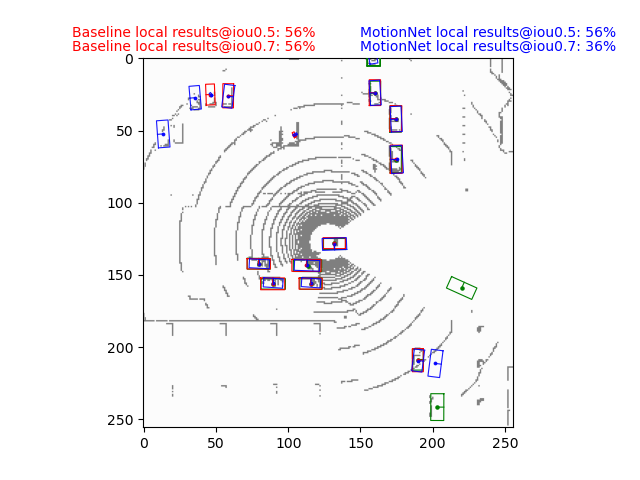 Baseline local results@iou0.5: 56% MotionNet local results@iou0.5: 56%
Baseline local results@iou0.7: 56% MotionNet local results@iou0.7: 36%
0
50
100
150
200
250
0 50 100 150 200 250